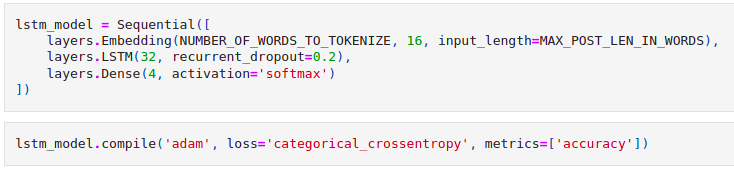 lstm_model = Sequential([
    layers.Embedding(NUMBER_OF_WORDS_TO_TOKENIZE, 16, input_length=MAX_POST_LEN_IN_WORDS),
    layers.LSTM(32, recurrent_dropout=0.2),
    layers.Dense(4, activation='softmax')
])
lstm_model.compile('adam', loss='categorical_crossentropy', metrics=['accuracy'])